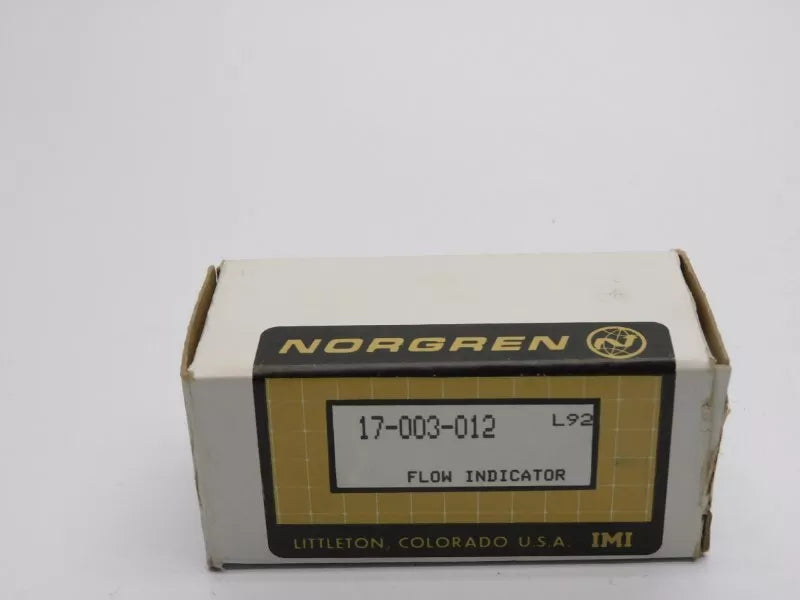 NORGREN N
17-003-012 L92
FLOW INDICATOR
LITTLETON, COLORADO U.S.A. IMI